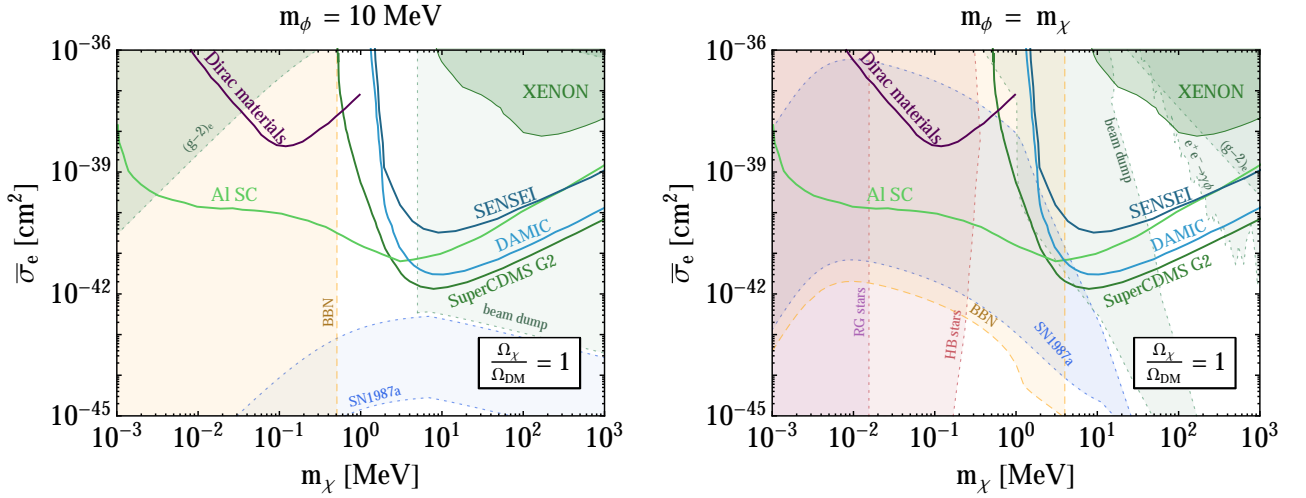 m_ϕ = 10 MeV
10^-36
10^-39
10^-42
10^-45
σ̅_e [cm^2]
Dirac materials
XENON
(g-2)_e
Al SC
SENSEI
DAMIC
SuperCDMS G2
BBN
beam dump
SN1987a
Ω_χ/Ω_DM = 1
10^-3 10^-2 10^-1 10^0 10^1 10^2 10^3
m_χ [MeV]
m_ϕ = m_χ
10^-36
10^-39
10^-42
10^-45
σ̅_e [cm^2]
Dirac materials
XENON
beam dump
e^+ e^-→γϕ
(g-2)_e
Al SC
SENSEI
DAMIC
SuperCDMS G2
RG stars
HB stars
BBN
SN1987a
Ω_χ/Ω_DM = 1
10^-3 10^-2 10^-1 10^0 10^1 10^2 10^3
m_χ [MeV]